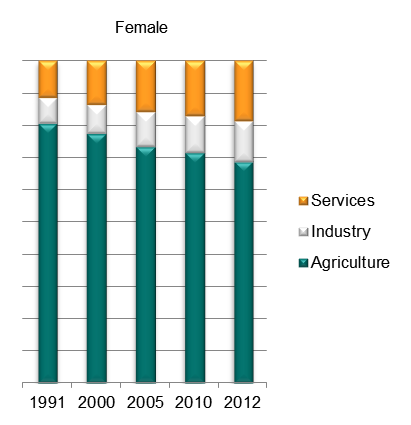 Female
Services
Industry
Agriculture
1991 2000 2005 2010 2012